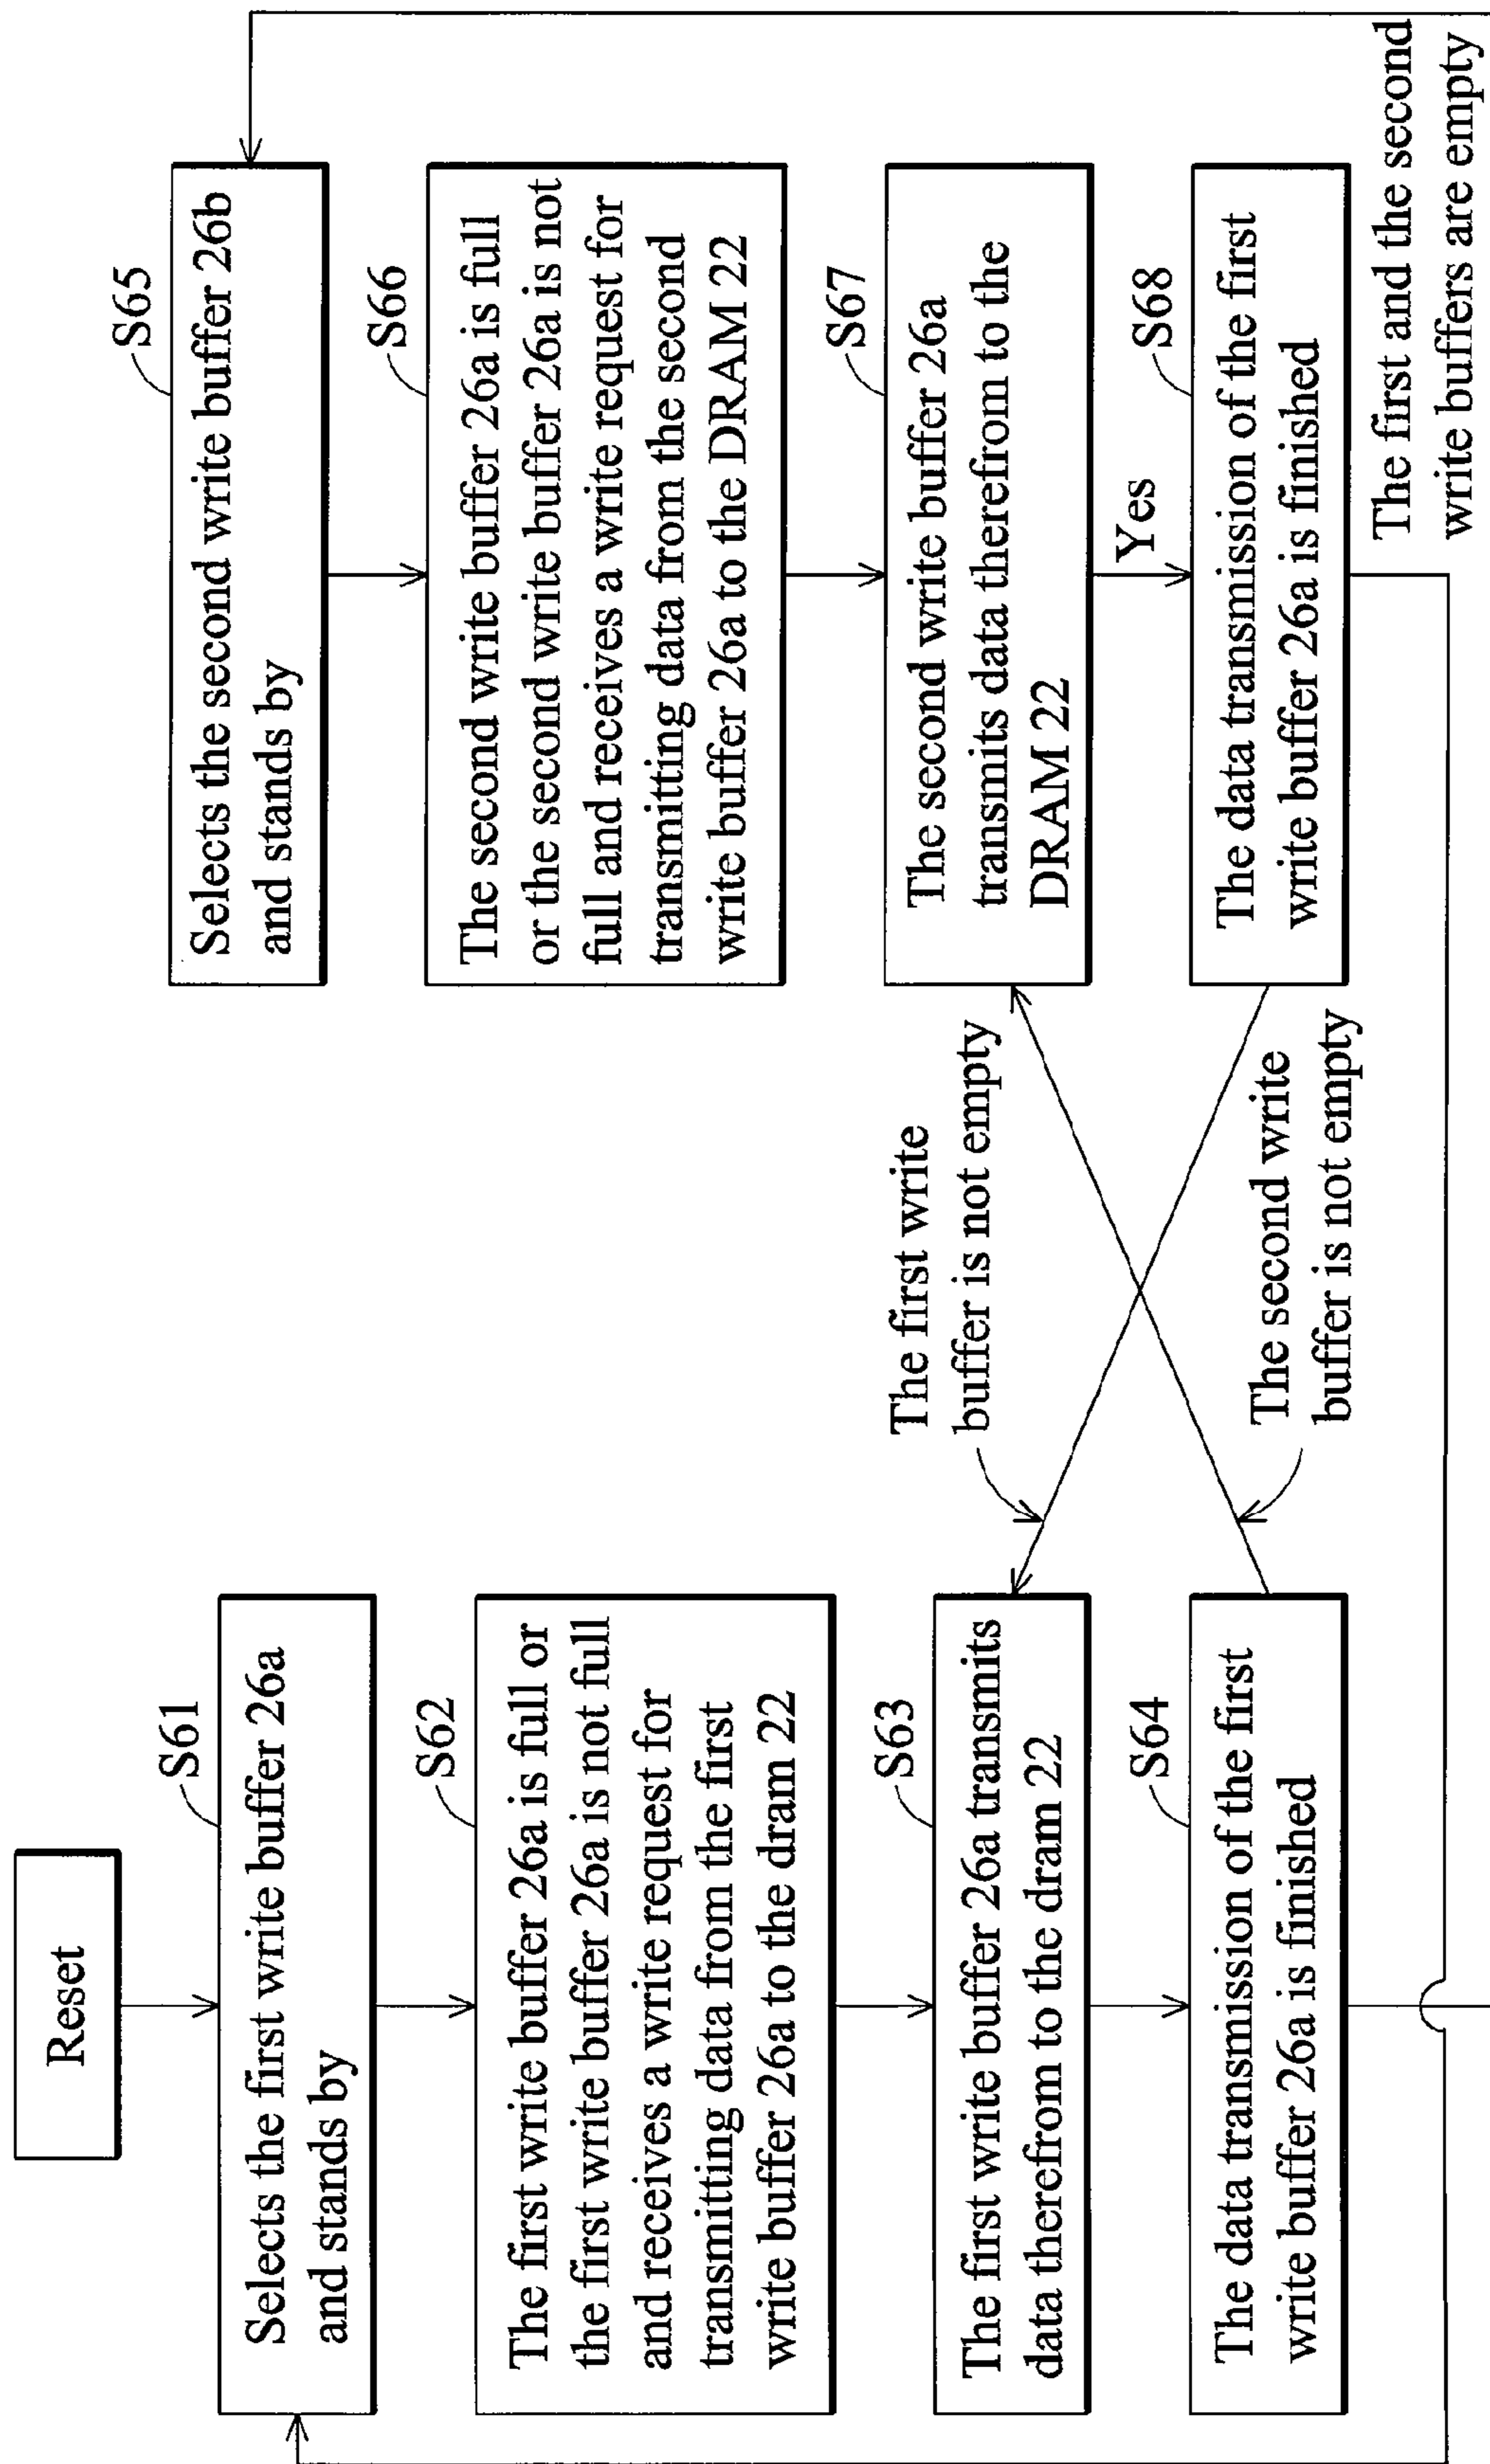 Reset
S61
Selects the first write buffer 26a
and stands by
S62
The first write buffer 26a is full or
the first write buffer 26a is not full
and receives a write request for
transmitting data from the first
write buffer 26a to the dram 22
S63
The first write buffer 26a transmits
data therefrom to the dram 22
S64
The data transmission of the first
write buffer 26a is finished
The first write
buffer is not empty
The second write
buffer is not empty
S65
Selects the second write buffer 26b
and stands by
S66
The second write buffer 26a is full
or the second write buffer 26a is not
full and receives a write request for
transmitting data from the second
write buffer 26a to the DRAM 22
S67
The second write buffer 26a
transmits data therefrom to the
DRAM 22
Yes
S68
The data transmission of the first
write buffer 26a is finished
The first and the second
write buffers are empty